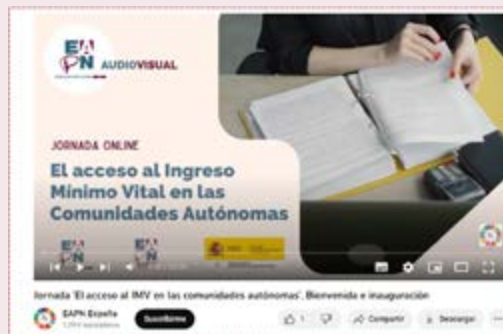 EAPN AUDIOVISUAL
JORNADA ONLINE
El acceso al Ingreso
Mínimo Vital en las
Comunidades Autónomas
Jornada 'El acceso al IMV en las comunidades autónomas'. Bienvenida e inauguración
EAPN España
Suscribirme
1
Compartir
Descargar